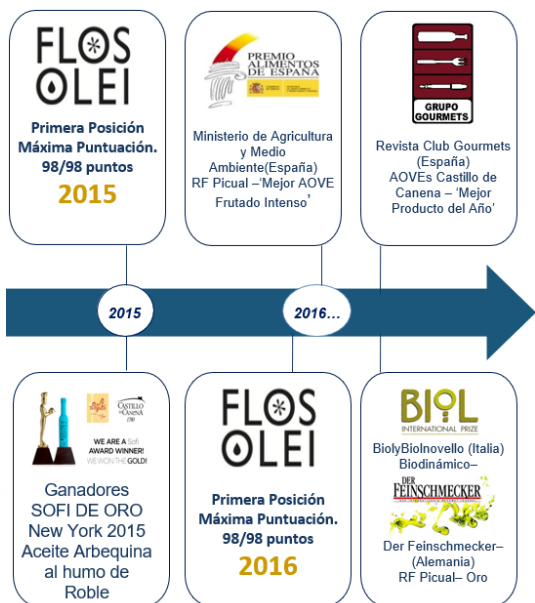 FLOS
OLEI
Primera Posición
Máxima Puntuación.
98/98 puntos
2015
PREMIO
ALIMENTOS
DE ESPAÑA
Ministerio de Agricultura
y Medio
Ambiente(España)
RF Picual –‘Mejor AOVE
Frutado Intenso’
GRUPO
GOURMETS
Revista Club Gourmets
(España)
AOVEs Castillo de
Canena – ‘Mejor
Producto del Año’
2015
2016...
CASTILLO
DE CANENA
1780
WE ARE A Sofi
AWARD WINNER!
WE WON THE GOLD!
Ganadores
SOFI DE ORO
New York 2015
Aceite Arbequina
al humo de
Roble
FLOS
OLEI
Primera Posición
Máxima Puntuación.
98/98 puntos
2016
BIOL
INTERNATIONAL PRIZE
BiolyBiolnovello (Italia)
Biodinámico–
DER
FEINSCHMECKER
Der Feinschmecker–
(Alemania)
RF Picual– Oro